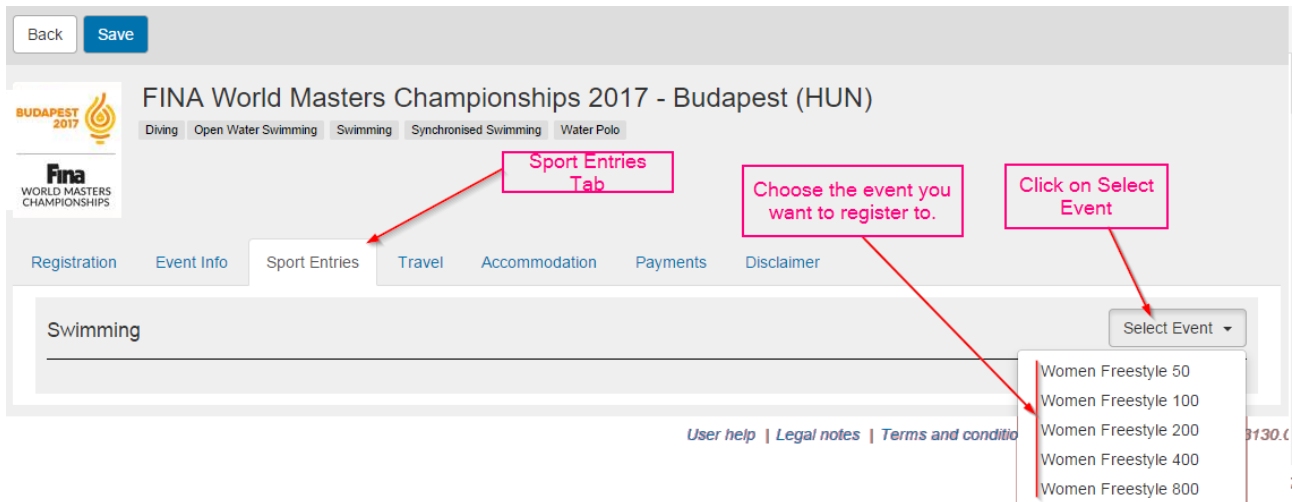 Back Save
BUDAPEST
2017
Fina
WORLD MASTERS
CHAMPIONSHIPS
FINA World Masters Championships 2017 - Budapest (HUN)
Diving Open Water Swimming Swimming Synchronised Swimming Water Polo
Sport Entries
Tab
Choose the event you
want to register to.
Click on Select
Event
Registration Event Info Sport Entries Travel Accommodation Payments Disclaimer
Swimming
Select Event
Women Freestyle 50
Women Freestyle 100
Women Freestyle 200
Women Freestyle 400
Women Freestyle 800
User help | Legal notes | Terms and conditio